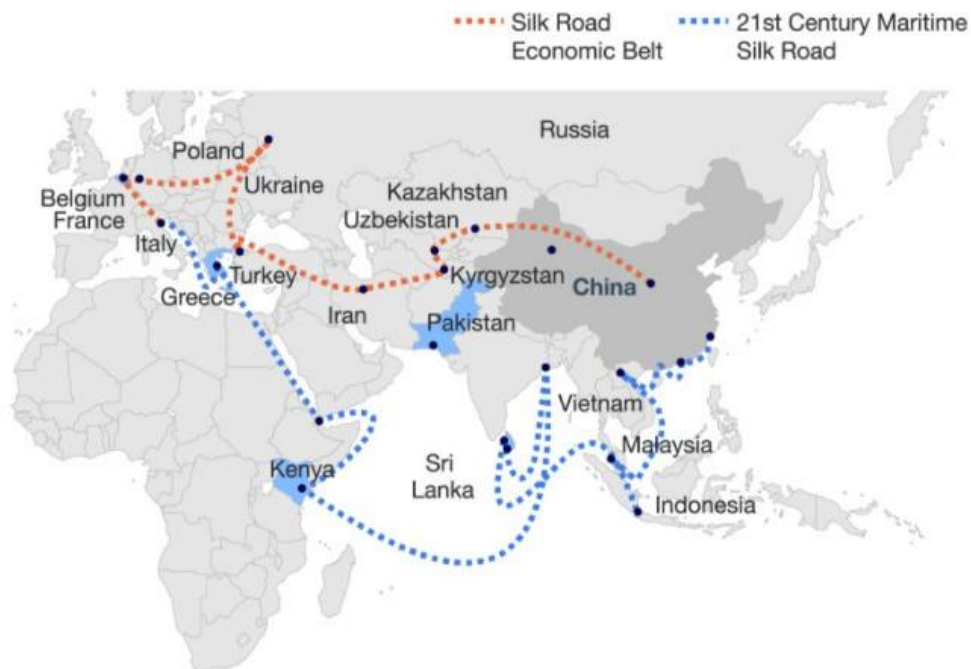 Silk Road
Economic Belt
21st Century Maritime
Silk Road
Russia
Poland
Ukraine
Kazakhstan
Belgium
France
Uzbekistan
Italy
Turkey
Kyrgyzstan
China
Greece
Iran
Pakistan
Vietnam
Malaysia
Kenya
Sri
Lanka
Indonesia